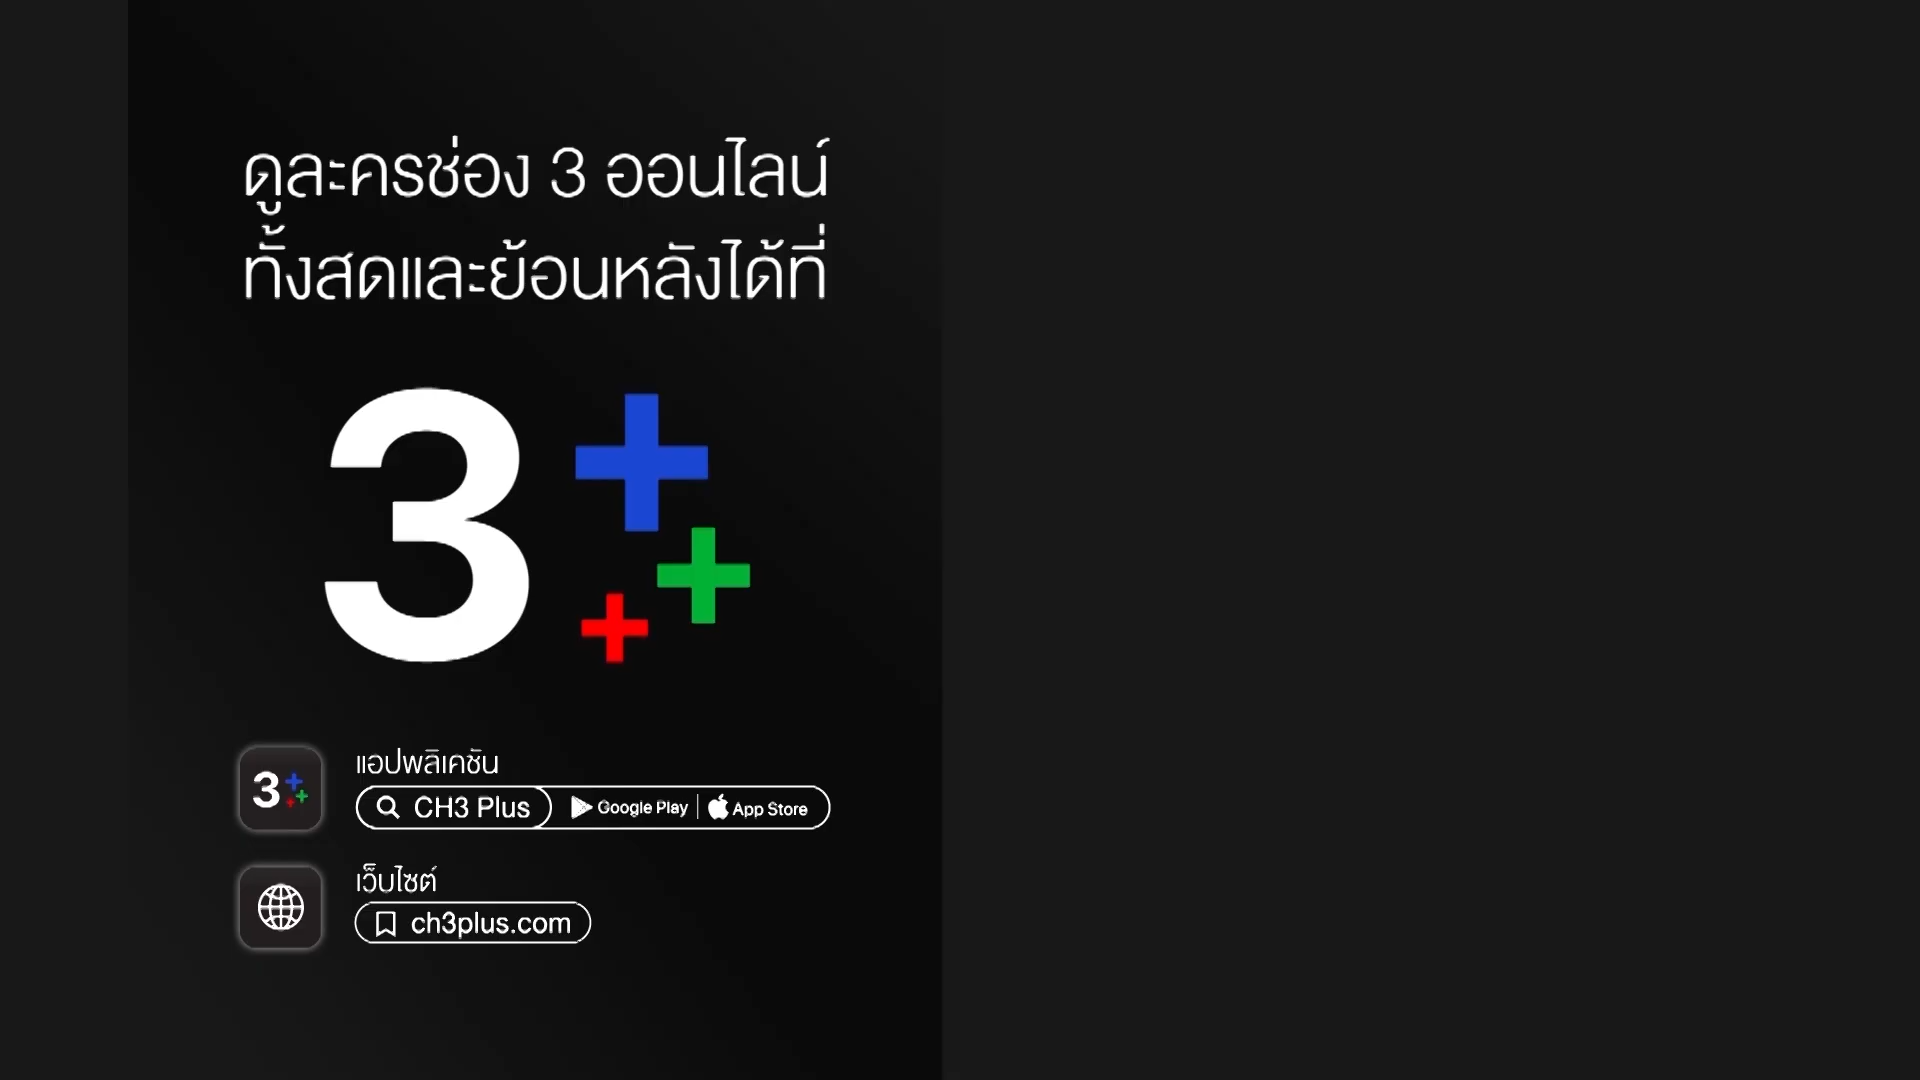 ดูละครช่อง 3 ออนไลน์
ทั้งสดและย้อนหลังได้ที่
3+++
3+++
แอปพลิเคชัน
CH3 Plus Google Play App Store
เว็บไซต์
ch3plus.com